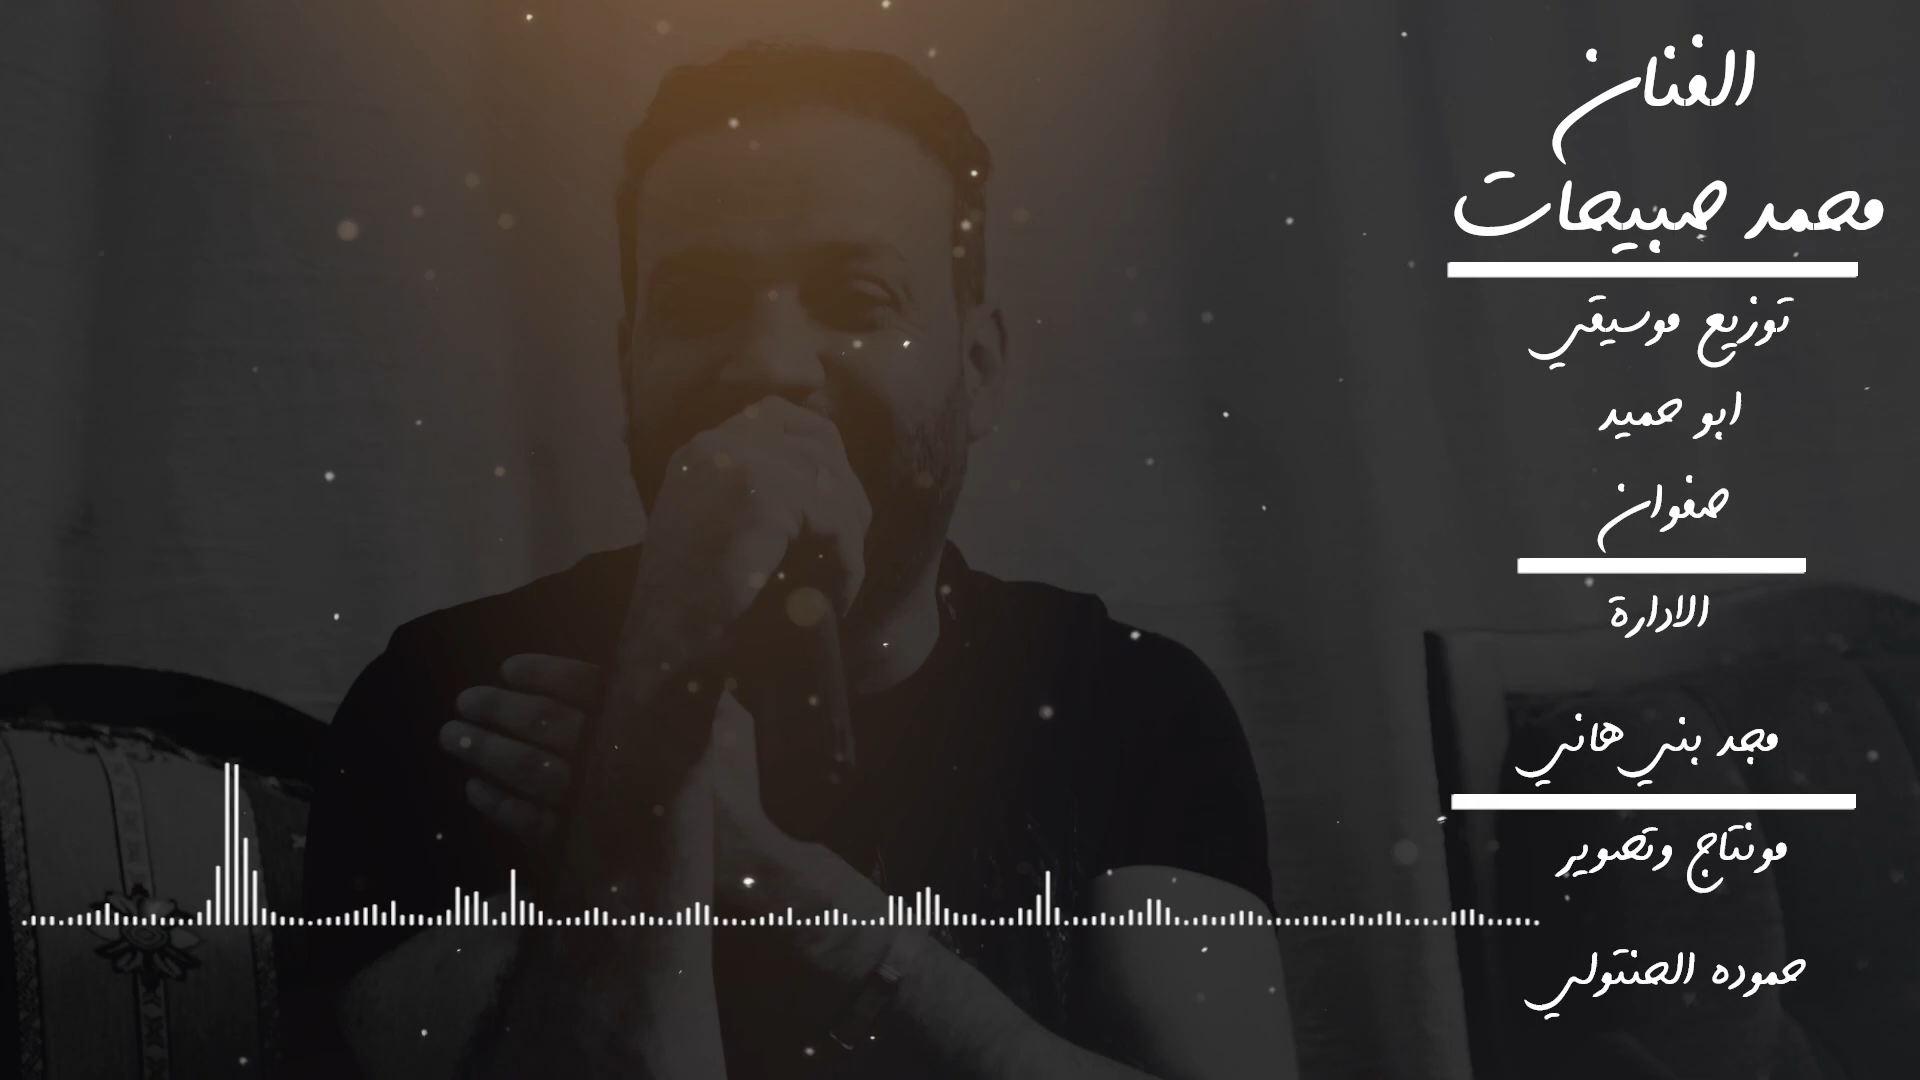 الفنان
محمد صبيحات
توزيع موسيقي
ابو حميد
صفوان
الادارة
مجد بني هاني
مونتاج وتصوير
حموده الحنتولي